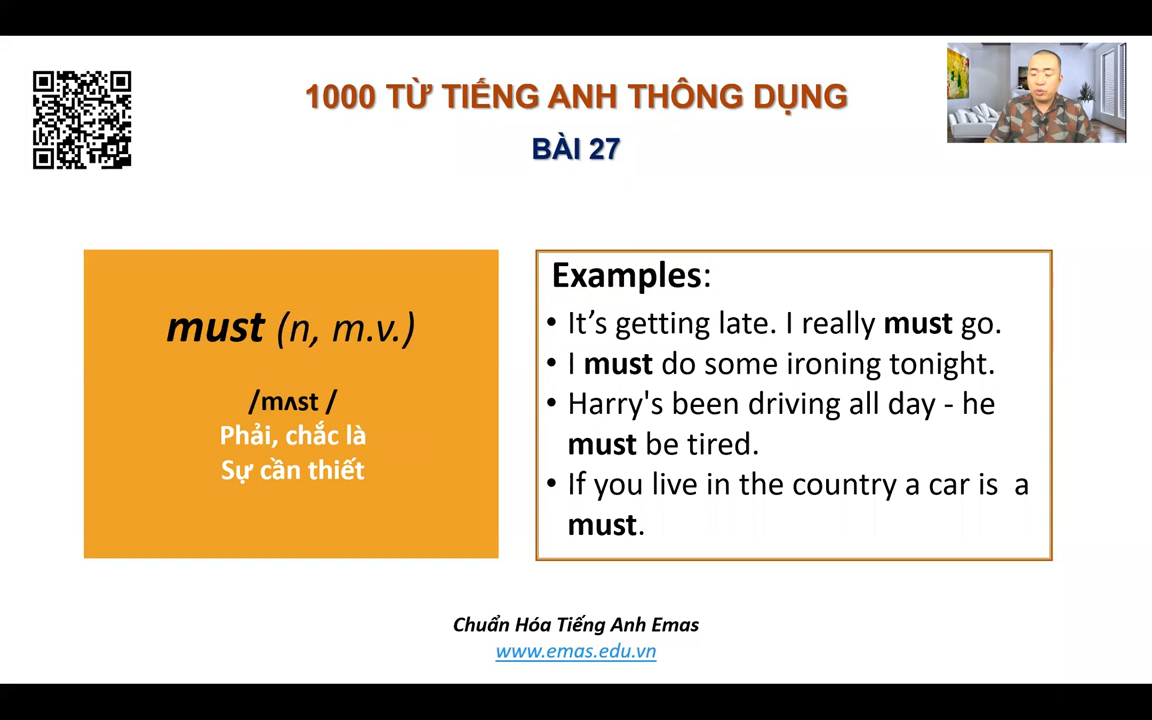 1000 TỪ TIẾNG ANH THÔNG DỤNG
BÀI 27
must (n, m.v.)
/mʌst /
Phải, chắc là
Sự cần thiết
Examples:
• It’s getting late. I really must go.
• I must do some ironing tonight.
• Harry's been driving all day - he
must be tired.
• If you live in the country a car is  a
must.
Chuẩn Hóa Tiếng Anh Emas
www.emas.edu.vn